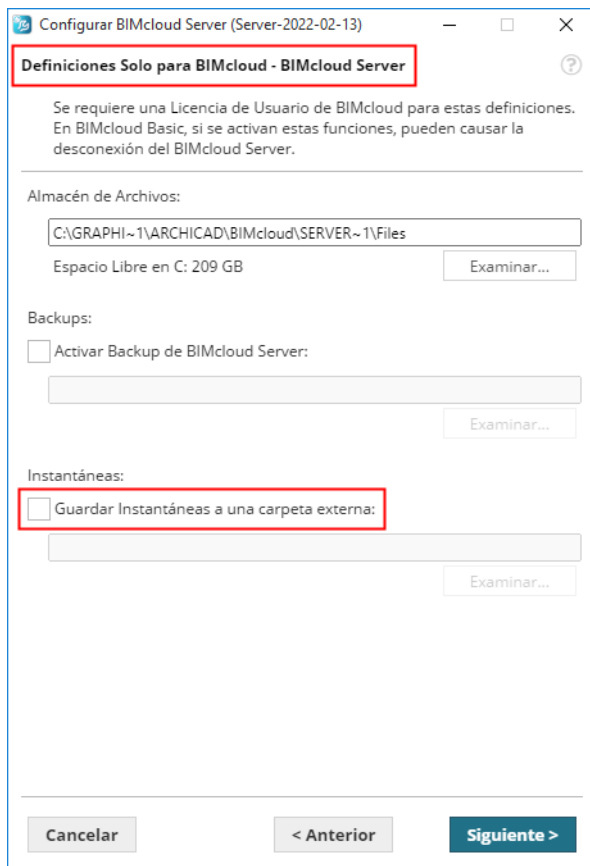 Configurar BIMcloud Server (Server-2022-02-13)
Definiciones Solo para BIMcloud - BIMcloud Server
Se requiere una Licencia de Usuario de BIMcloud para estas definiciones.
En BIMcloud Basic, si se activan estas funciones, pueden causar la
desconexión del BIMcloud Server.
Almacén de Archivos:
C:\GRAPHI~1\ARCHICAD\BIMcloud\SERVER~1\Files
Espacio Libre en C: 209 GB
Examinar...
Backups:
Activar Backup de BIMcloud Server:
Examinar...
Instantáneas:
Guardar Instantáneas a una carpeta externa:
Examinar...
Cancelar
< Anterior
Siguiente >